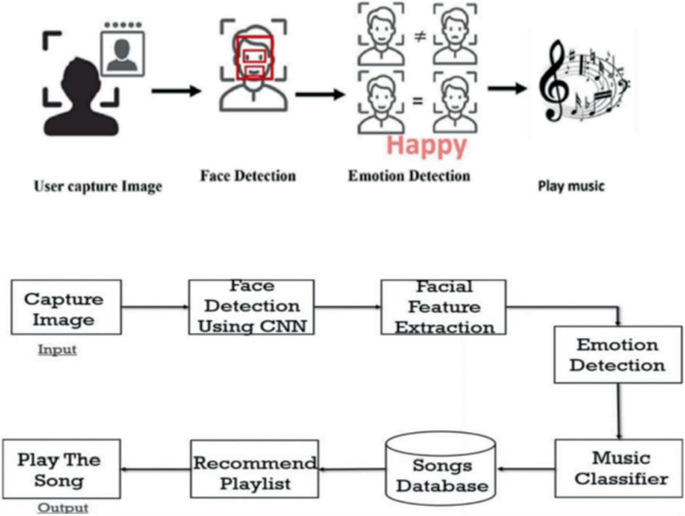 ≠
=
Happy
User capture Image
Face Detection
Emotion Detection
Play music
Capture
Image
Input
Face
Detection
Using CNN
Facial
Feature
Extraction
Emotion
Detection
Music
Classifier
Songs
Database
Recommend
Playlist
Play The
Song
Output